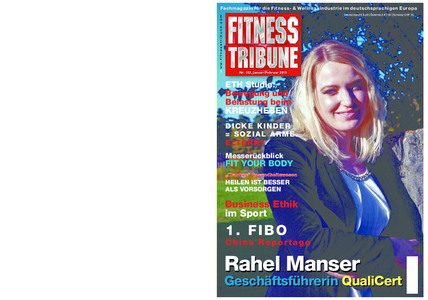 Fachmagazin für die Fitness- & Wellnessindustrie im deutschsprachigen Europa
www.fitnesstribune.com
FITNESS
TRIBUNE
Nr. 132, Januar/Februar 2011
ETH Studie:
Bewegung und
Belastung beim
KREUZHEBEN
DICKE KINDER
= SOZIAL ARME
ELTERN?
Messerückblick
FIT YOUR BODY
HEILEN IST BESSER
ALS VORSORGEN
Business Ethik
im Sport
1. FIBO
China Reportage
Rahel Manser
Geschäftsführerin QualiCert